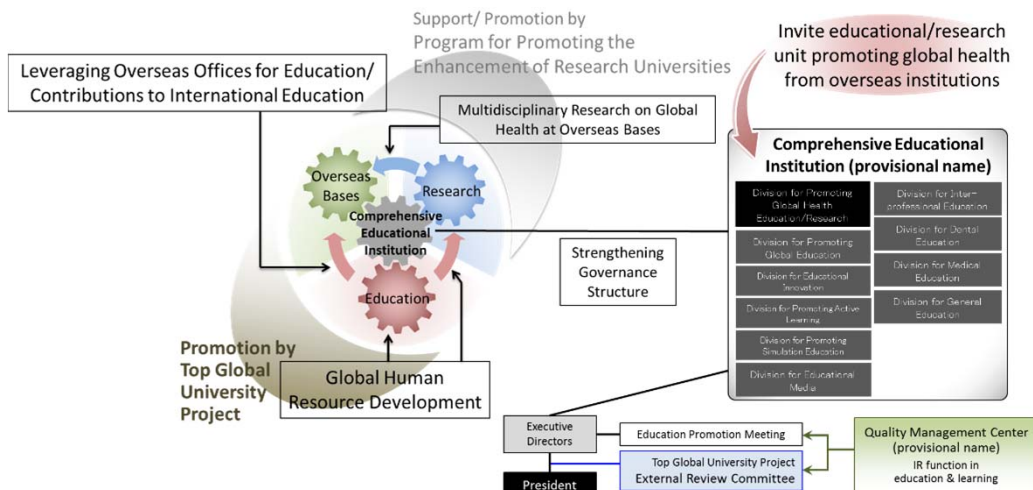 Support/ Promotion by
Program for Promoting the
Enhancement of Research Universities
Invite educational/research
unit promoting global health
from overseas institutions
Leveraging Overseas Offices for Education/
Contributions to International Education
Multidisciplinary Research on Global
Health at Overseas Bases
Overseas
Bases
Research
Comprehensive
Educational
Institution
Education
Strengthening
Governance
Structure
Promotion by
Top Global
University
Project
Global Human
Resource Development
Comprehensive Educational
Institution (provisional name)
Division for Promoting
Global Health
Education/Research
Division for Promoting
Global Education
Division for Educational
Innovation
Division for Promoting Active
Learning
Division for Promoting
Simulation Education
Division for Educational
Media
Division for Inter-
professional Education
Division for Dental
Education
Division for Medical
Education
Division for General
Education
Executive
Directors
President
Education Promotion Meeting
Top Global University Project
External Review Committee
Quality Management Center
(provisional name)
IR function in
education & learning